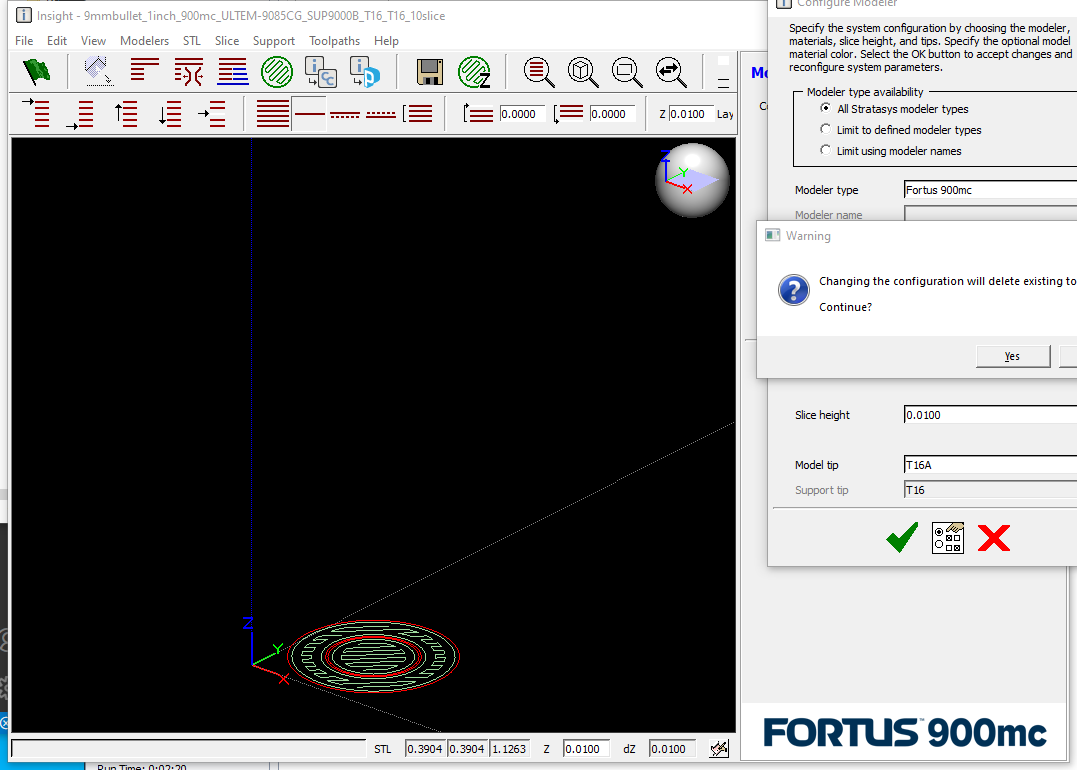 Insight - 9mmbullet_1inch_900mc_ULTEM-9085CG_SUP9000B_T16_T16_10slice
File Edit View Modelers STL Slice Support Toolpaths Help
0.0000 0.0000 Z 0.0100 Lay
Z
Y
X
Z
Y
X
STL 0.3904 0.3904 1.1263 Z 0.0100 dZ 0.0100
Run Time: 0:02:20
Configure Modeler
Specify the system configuration by choosing the modeler,
materials, slice height, and tips. Specify the optional model
material color. Select the OK button to accept changes and
reconfigure system parameters.
Modeler type availability
All Stratasys modeler types
Limit to defined modeler types
Limit using modeler names
Modeler type Fortus 900mc
Modeler name
Warning
Changing the configuration will delete existing to
Continue?
Yes
Slice height 0.0100
Model tip T16A
Support tip T16
FORTUS 900mc